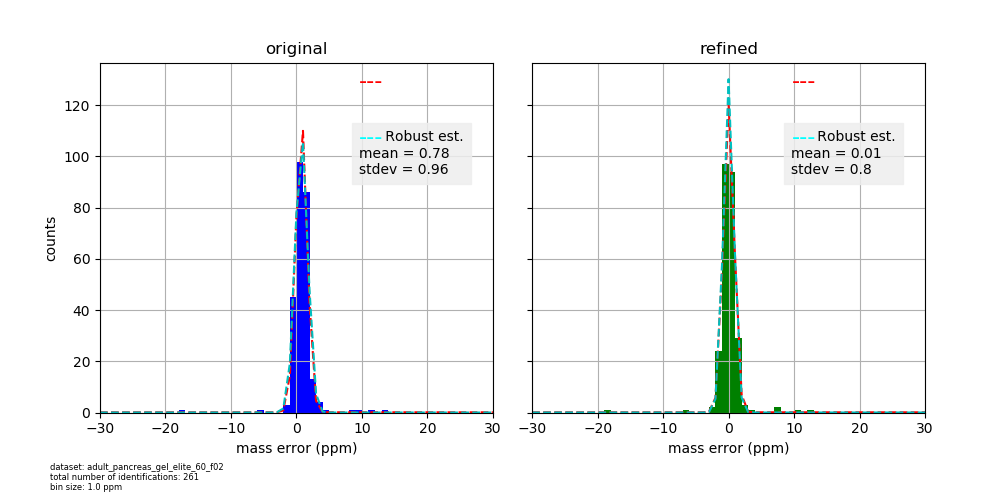 original
refined
counts
120
100
80
60
40
20
0
−30
−20
−10
0
10
20
30
−30
−20
−10
0
10
20
30
mass error (ppm)
mass error (ppm)
Robust est.
mean = 0.78
stdev = 0.96
Robust est.
mean = 0.01
stdev = 0.8
dataset: adult_pancreas_gel_elite_60_f02
total number of identifications: 261
bin size: 1.0 ppm